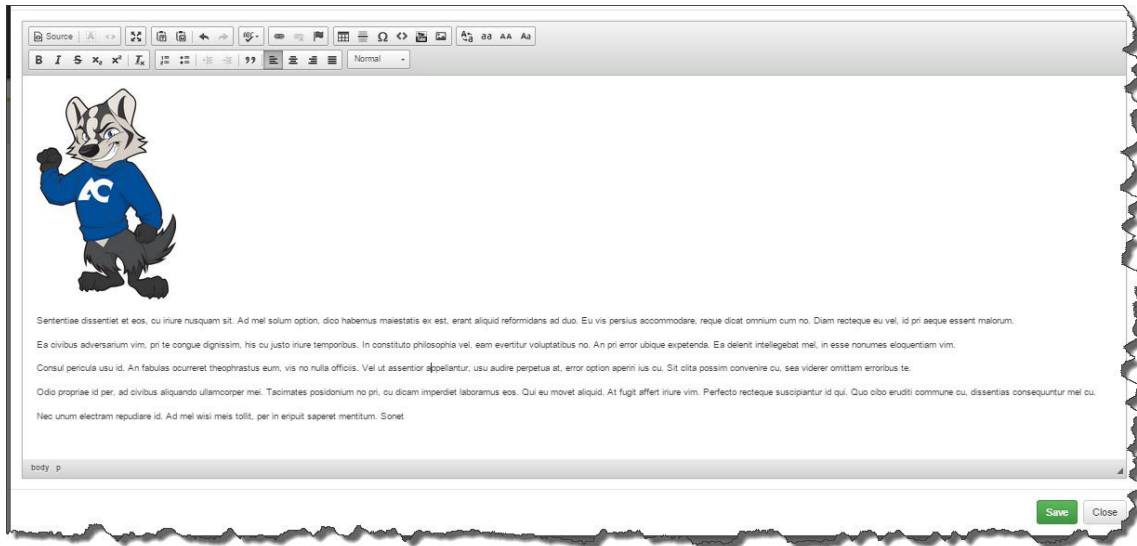 Source
B I S x₂ x² Tx Normal
Ω aa AA Aa
AC
Sententiae dissentiet et eos, cu iriure nusquam sit. Ad mel solum option, dico habemus maiestatis ex est, erant aliquid reformidans ad duo. Eu vis persius accommodare, reque dicat omnium cum no. Diam recteque eu vel, id pri aeque essent malorum.
Ea civibus adversarium vim, pri te congue dignissim, his cu justo iriure temporibus. In constituto philosophia vel, eam evertitur voluptatibus no. An pri error ubique expetenda. Ea delenit intellegebat mel, in esse nonumes eloquentiam vim.
Consul pericula usu id. An fabulas ocurreret theophrastus eum, vis no nulla officiis. Vel ut assentior appellantur, usu audire perpetua at, error option aperiri ius cu. Sit clita possim convenire cu, sea viderer omittam erroribus te.
Odio propriae id per, ad civibus aliquando ullamcorper mei. Tacimates posidonium no pri, cu dicam imperdiet laboramus eos. Qui eu movet aliquid. At fugit affert iriure vim. Perfecto recteque suscipiantur id qui. Quo cibo eruditi commune cu, dissentias consequuntur mel cu.
Nec unum electram repudiare id. Ad mel wisi meis tollit, per in eripuit saperet mentitum. Sonet
body p
Save Close